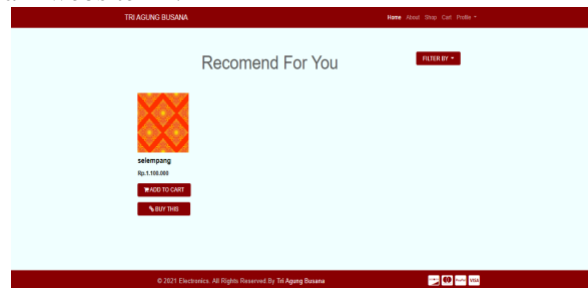 TRI AGUNG BUSANA
Home About Shop Cart Profile
Recomend For You
FILTER BY
selempang
Rp.1.100.000
ADD TO CART
BUY THIS
© 2021 Electronics. All Rights Reserved By Tri Agung Busana
VISA